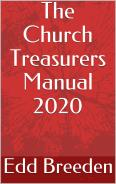 The
Church
Treasurers
Manual
2020
Edd Breeden